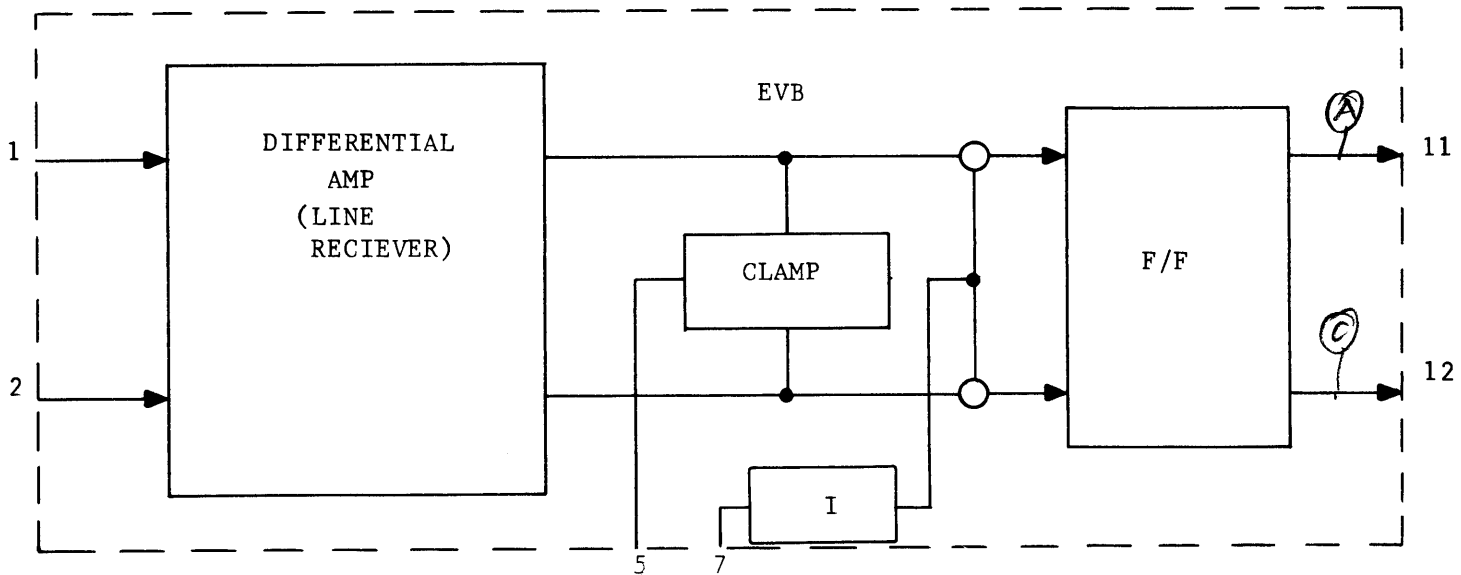 EVB
1
DIFFERENTIAL
AMP
(LINE
RECIEVER)
CLAMP
F/F
A
11
2
C
12
I
5
7